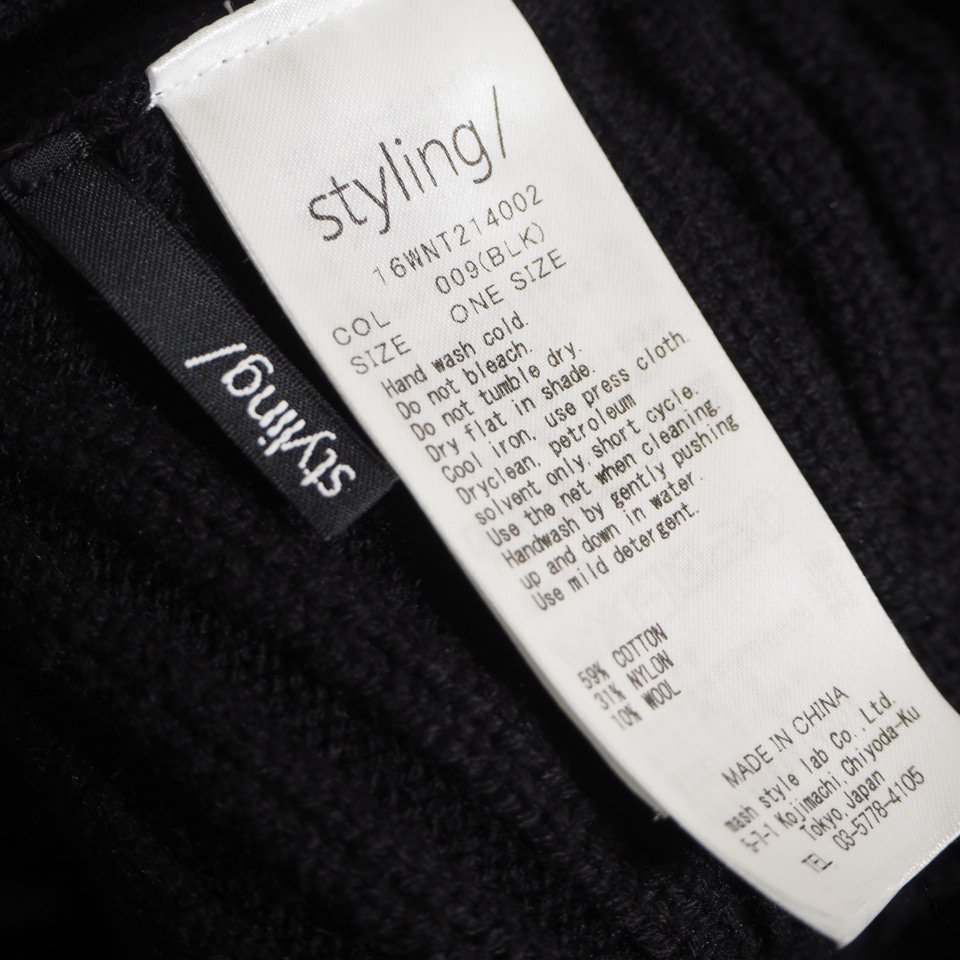 styling/
16WNT214002
COL 009(BLK)
SIZE ONE SIZE
Hand wash cold.
Do not bleach.
Do not tumble dry.
Dry flat in shade.
Cool iron, use press cloth.
Dryclean, petroleum
solvent only, short cycle.
Use the net when cleaning.
Handwash by gently pushing
up and down in water.
Use mild detergent.
59% COTTON
31% NYLON
10% WOOL
MADE IN CHINA
mash style lab Co.,Ltd.
5-7-1 Kojimachi,Chiyoda-Ku
Tokyo,Japan
TEL 03-5778-4105
styling/